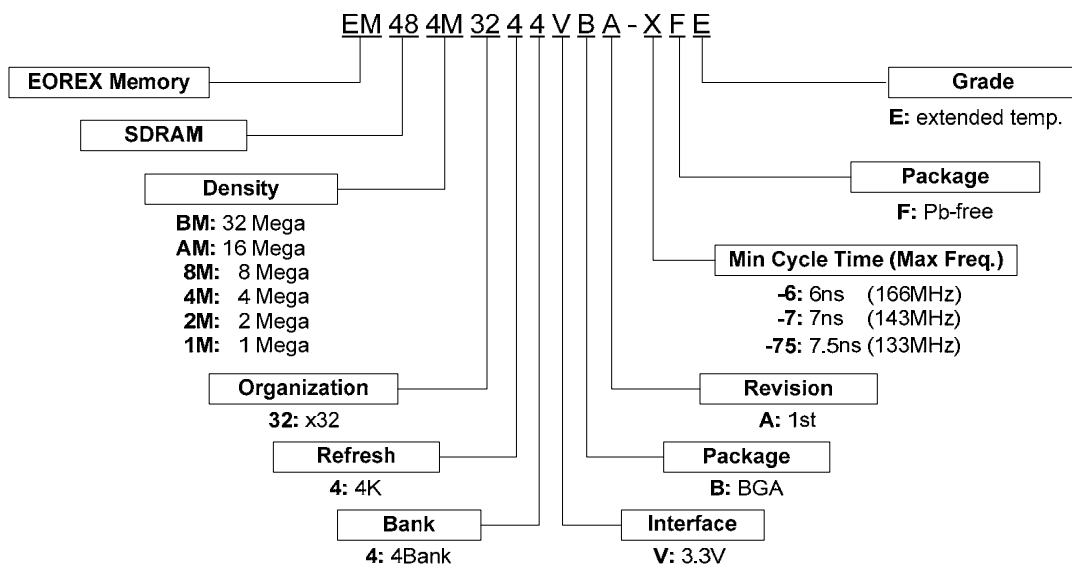 EM 48 4M 32 4 4 V B A - X F E
EOREX Memory
SDRAM
Density
BM: 32 Mega
AM: 16 Mega
8M: 8 Mega
4M: 4 Mega
2M: 2 Mega
1M: 1 Mega
Organization
32: x32
Refresh
4: 4K
Bank
4: 4Bank
Grade
E: extended temp.
Package
F: Pb-free
Min Cycle Time (Max Freq.)
-6: 6ns (166MHz)
-7: 7ns (143MHz)
-75: 7.5ns (133MHz)
Revision
A: 1st
Package
B: BGA
Interface
V: 3.3V